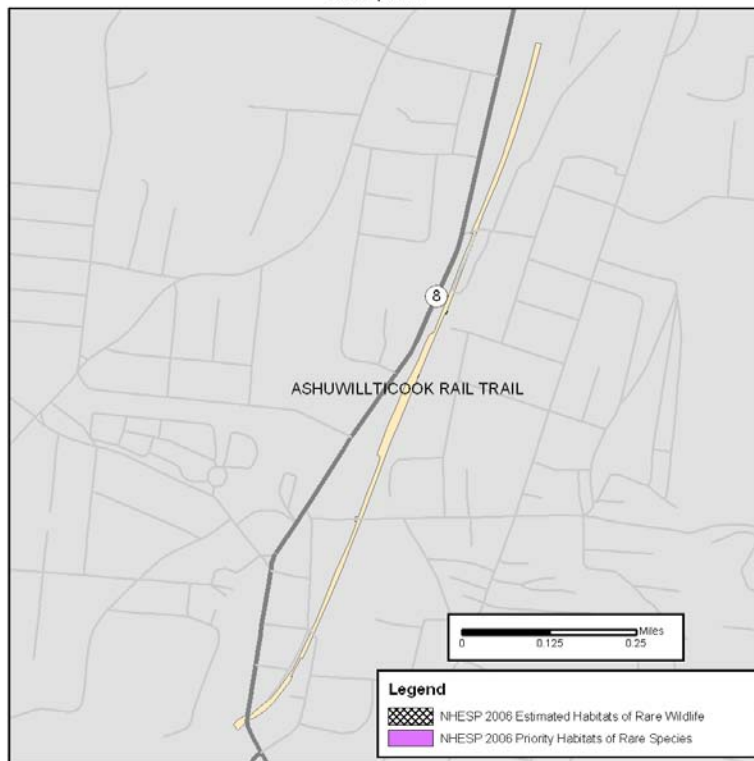 8
ASHUWILLTICOOK RAIL TRAIL
Miles
0 0.125 0.25
Legend
NHESP 2006 Estimated Habitats of Rare Wildlife
NHESP 2006 Priority Habitats of Rare Species